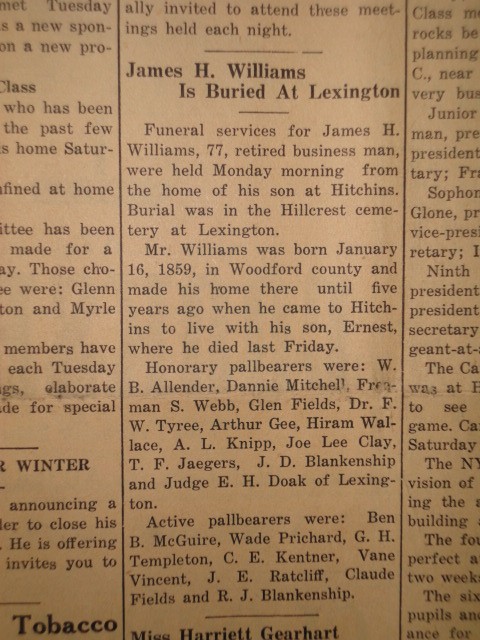 met Tuesday
s a new spon-
on a new pro-
Class
who has been
the past few
s home Satur-
nfined at home
ittee has been
made for a
ay. Those cho-
ee were: Glenn
ton and Myrle
members have
each Tuesday
ngs, elaborate
de for special
R WINTER
announcing a
ler to close his
. He is offering
invites you to
Tobacco
ally invited to attend these meet-
ings held each night.
James H. Williams
Is Buried At Lexington
Funeral services for James H.
Williams, 77, retired business man,
were held Monday morning from
the home of his son at Hitchins.
Burial was in the Hillcrest ceme-
tery at Lexington.
Mr. Williams was born January
16, 1859, in Woodford county and
made his home there until five
years ago when he came to Hitch-
ins to live with his son, Ernest,
where he died last Friday.
Honorary pallbearers were: W.
B. Allender, Dannie Mitchell, Free-
man S. Webb, Glen Fields, Dr. F.
W. Tyree, Arthur Gee, Hiram Wal-
lace, A. L. Knipp, Joe Lee Clay,
T. F. Jaegers, J. D. Blankenship
and Judge E. H. Doak of Lexing-
ton.
Active pallbearers were: Ben
B. McGuire, Wade Prichard, G. H.
Templeton, C. E. Kentner, Vane
Vincent, J. E. Ratcliff, Claude
Fields and R. J. Blankenship.
Miss Harriett Gearhart
Class me
rocks be
planning
C., near
very bus
Junior
man, pre
president
tary; Fra
Sophon
Glone, pr
vice-presi
retary; I
Ninth
president
president
secretary
geant-at-a
The Ca
was at E
to see
game. Ca
Saturday
The NY
vision of
ing the a
building a
The fou
perfect a
two weeks
The six
pupils and
ance for